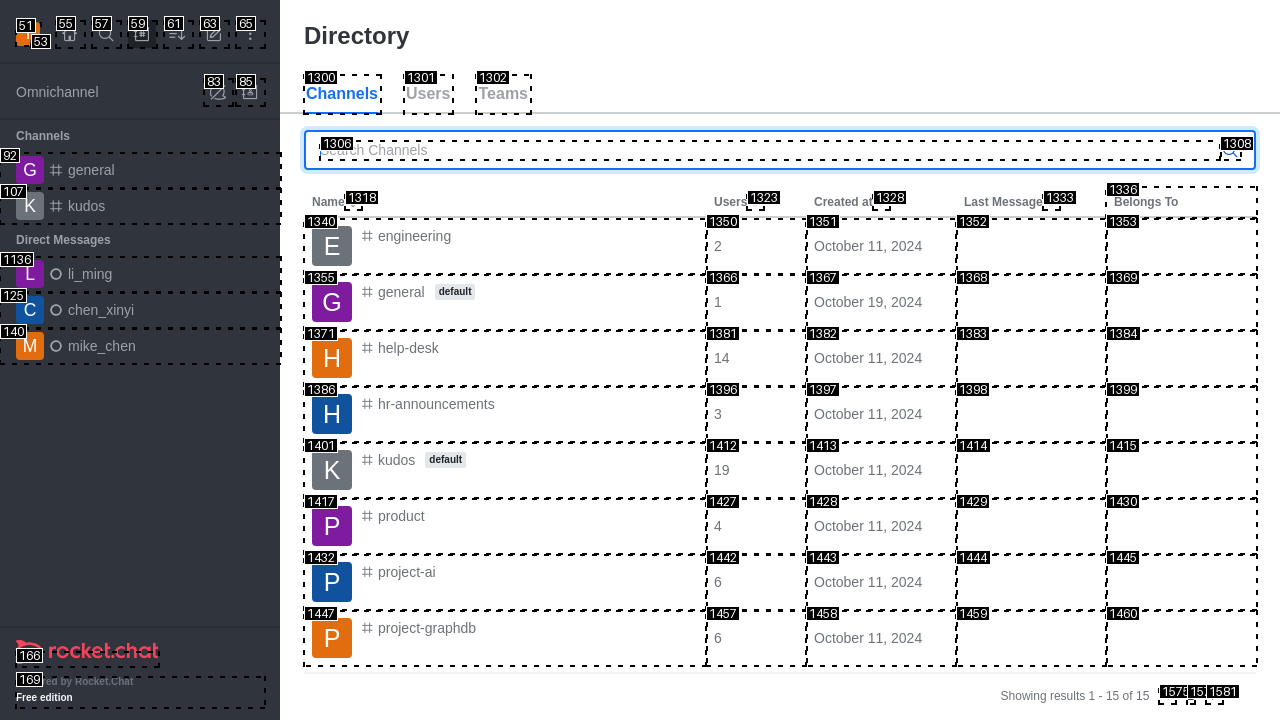 51
53
55
57
59
61
63
65
Directory
Omnichannel
83
85
1300
Channels
1301
Users
1302
Teams
1306
Search Channels
1308
Channels
92
G
general
107
K
kudos
Direct Messages
1136
L
li_ming
125
C
chen_xinyi
140
M
mike_chen
Name
1318
Users
1323
Created at
1328
Last Message
1333
1336
Belongs To
1340
E
engineering
1350
2
1351
October 11, 2024
1352
1353
1355
G
general
default
1366
1
1367
October 19, 2024
1368
1369
1371
H
help-desk
1381
14
1382
October 11, 2024
1383
1384
1386
H
hr-announcements
1396
3
1397
October 11, 2024
1398
1399
1401
K
kudos
default
1412
19
1413
October 11, 2024
1414
1415
1417
P
product
1427
4
1428
October 11, 2024
1429
1430
1432
P
project-ai
1442
6
1443
October 11, 2024
1444
1445
1447
P
project-graphdb
1457
6
1458
October 11, 2024
1459
1460
166
rocket.chat
169
by Rocket.Chat
Free edition
Showing results 1 - 15 of 15
1581